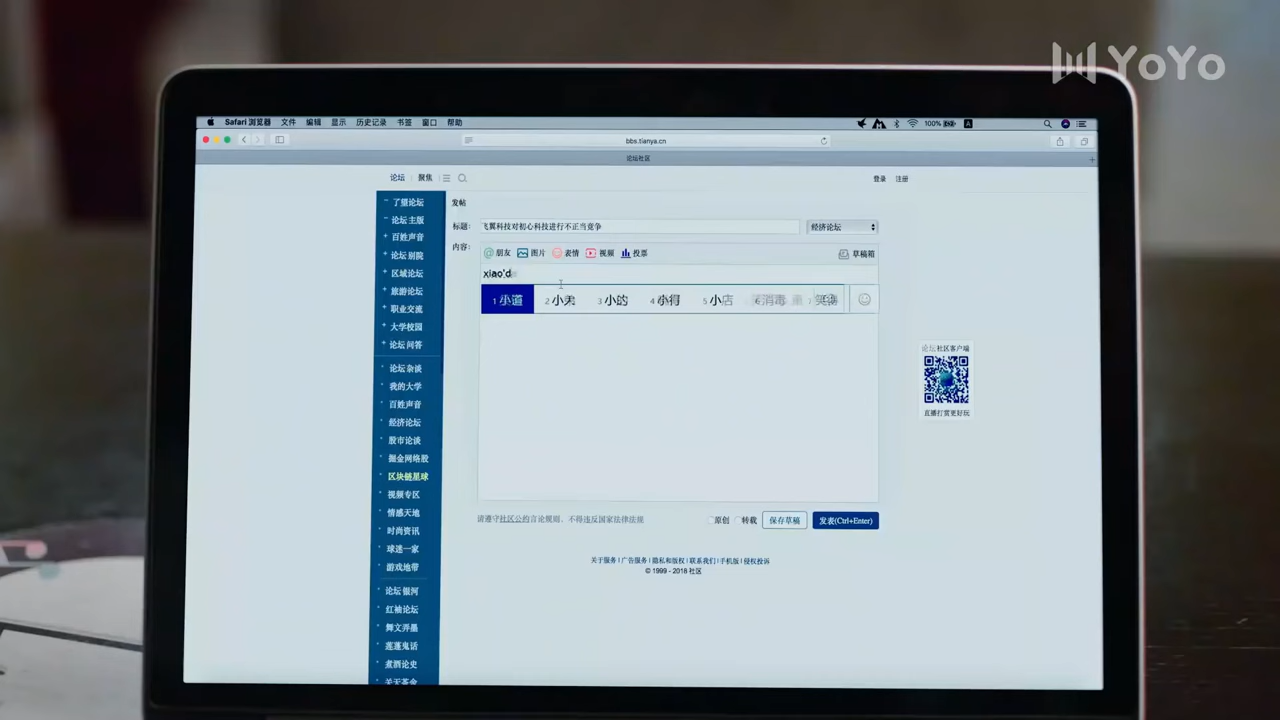 YoYo
Safari 浏览器 文件 编辑 显示 历史记录 书签 窗口 帮助 100%
bbs.tianya.cn
论坛社区
论坛 聚焦 登录 注册
了望论坛
论坛主版
百姓声音
论坛别院
区域论坛
旅游论坛
职业交流
大学校园
论坛问答
论坛杂谈
我的大学
百姓声音
经济论坛
股市论谈
掘金网络股
区块链星球
视频专区
情感天地
时尚资讯
球迷一家
游戏地带
论坛银河
红袖论坛
舞文弄墨
莲蓬鬼话
煮酒论史
关天茶舍
发帖
标题: 飞翼科技对初心科技进行不正当竞争 经济论坛
内容: @朋友 图片 表情 视频 投票 草稿箱
xiao'd
1 小道 2 小夫 3 小的 4 小得 5 小店
请遵守社区公约言论规则，不得违反国家法律法规 原创 转载 保存草稿 发表(Ctrl+Enter)
论坛社区客户端
直播打赏更好玩
关于服务 | 广告服务 | 隐私和版权 | 联系我们 | 手机版 | 侵权投诉
© 1999 - 2018 社区